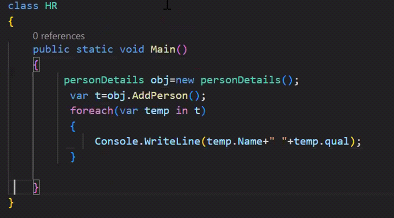 class HR
{
0 references
public static void Main()
{
personDetails obj=new personDetails();
var t=obj.AddPerson();
foreach(var temp in t)
{
Console.WriteLine(temp.Name+" "+temp.qual);
}
}
}